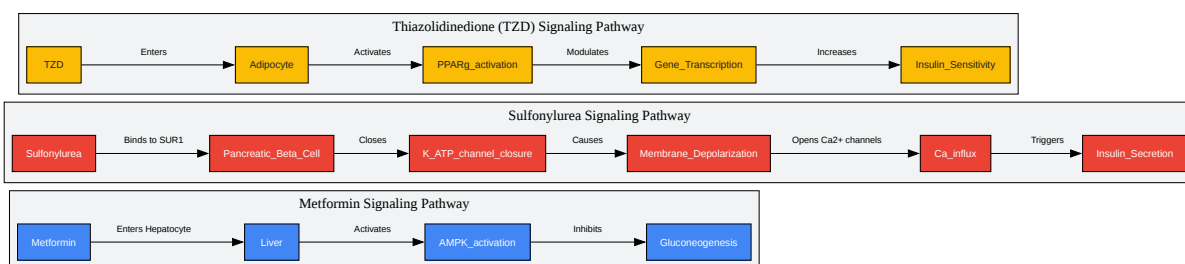 Thiazolidinedione (TZD) Signaling Pathway
TZD
Enters
Adipocyte
Activates
PPARg_activation
Modulates
Gene_Transcription
Increases
Insulin_Sensitivity
Sulfonylurea Signaling Pathway
Sulfonylurea
Binds to SUR1
Pancreatic_Beta_Cell
Closes
K_ATP_channel_closure
Causes
Membrane_Depolarization
Opens Ca2+ channels
Ca_influx
Triggers
Insulin_Secretion
Metformin Signaling Pathway
Metformin
Enters Hepatocyte
Liver
Activates
AMPK_activation
Inhibits
Gluconeogenesis